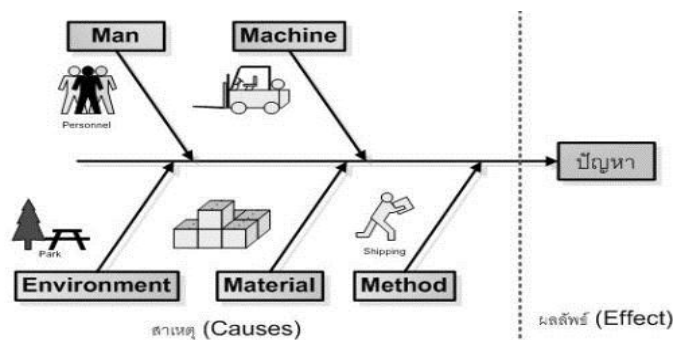 Man
Machine
Personnel
ปัญหา
Park
Shipping
Environment
Material
Method
สาเหตุ (Causes)
ผลลัพธ์ (Effect)